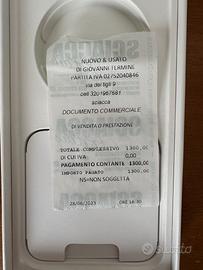 NUOVO & USATO
DI GIOVANNI TERMINE
PARTITA IVA 02752040846
via dei tigli 9
cell 3201967681
sciacca
DOCUMENTO COMMERCIALE
DI VENDITA O PRESTAZIONE
TOTALE COMPLESSIVO 1300,00
DI CUI IVA 0,00
PAGAMENTO CONTANTE 1300,00
IMPORTO PAGATO 1300,00
NS=NON SOGGETTA
28/06/2023 ORE 16:30
subito